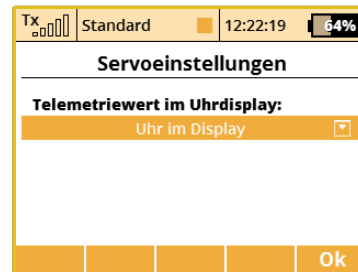 Tx Standard 12:22:19 64%
Servoeinstellungen
Telemetriewert im Uhrdisplay:
Uhr im Display
Ok